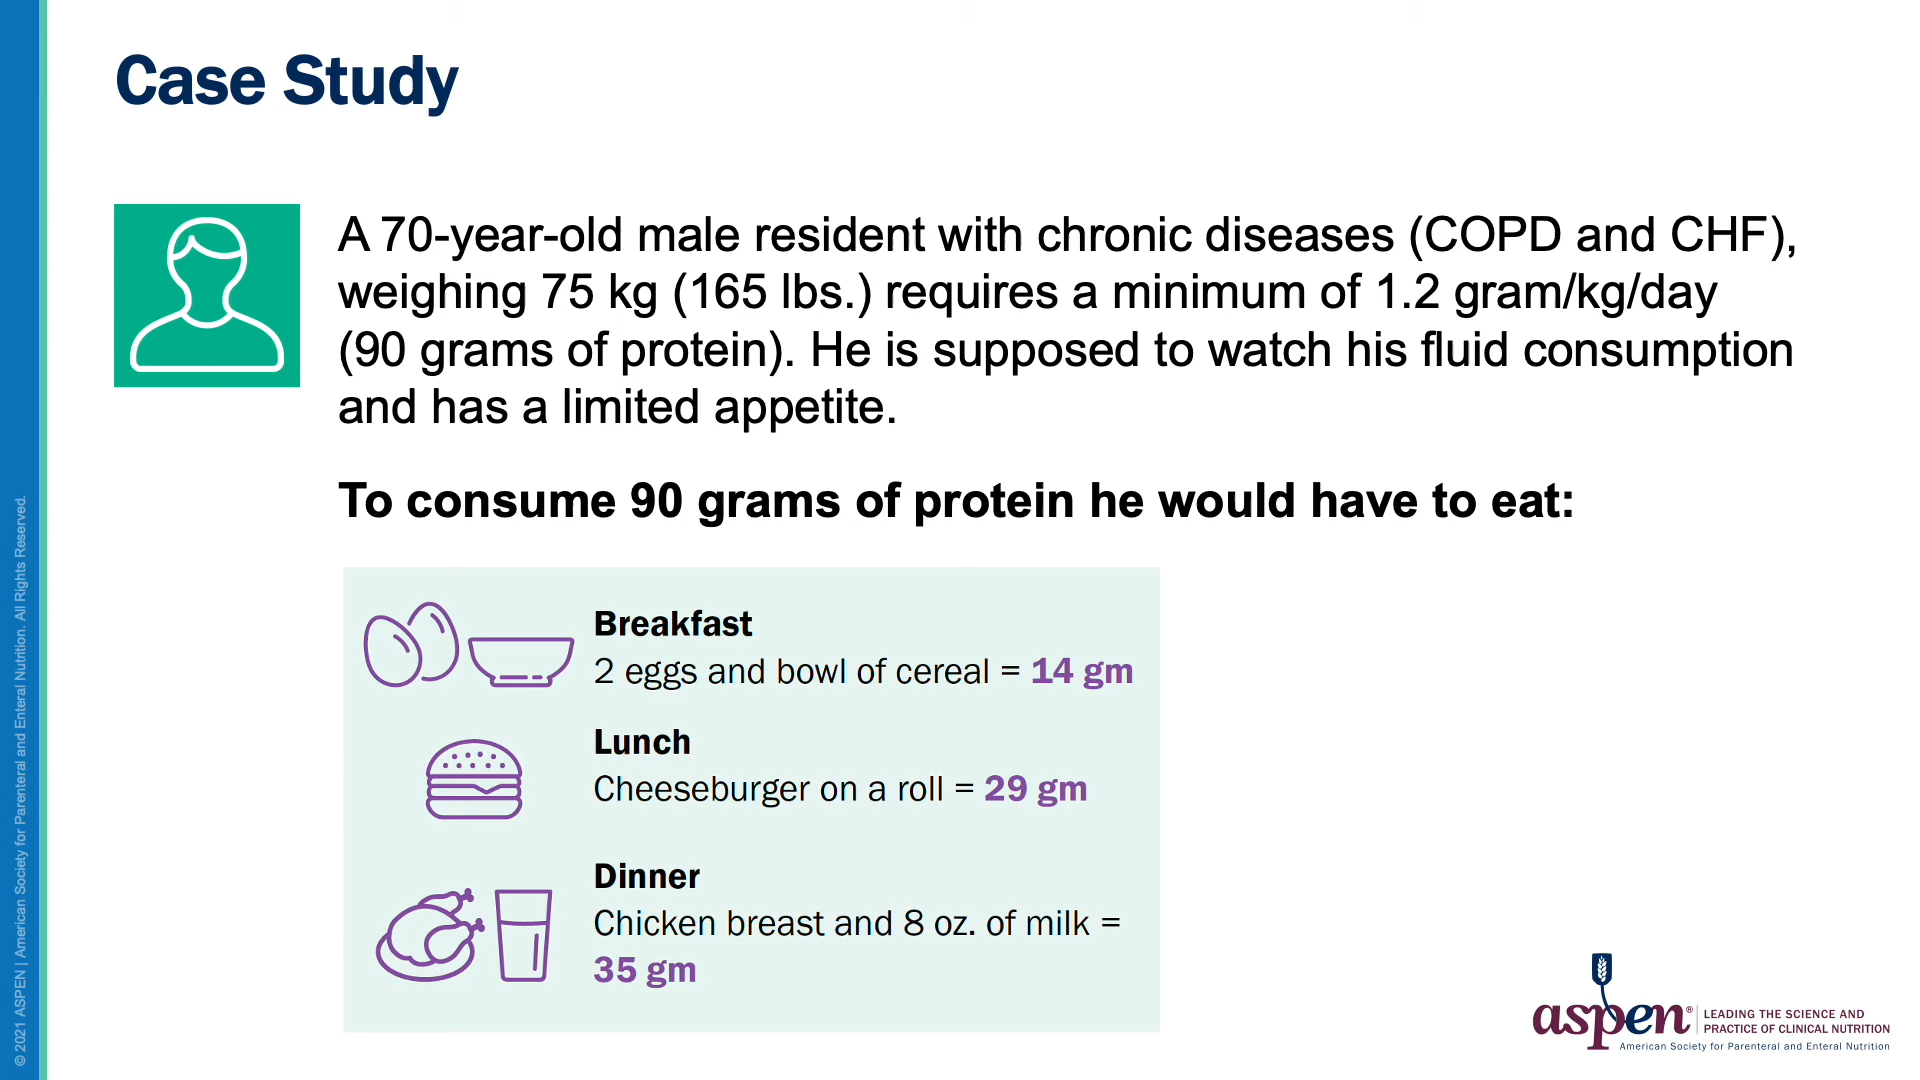 Case Study
A 70-year-old male resident with chronic diseases (COPD and CHF),
weighing 75 kg (165 lbs.) requires a minimum of 1.2 gram/kg/day
(90 grams of protein). He is supposed to watch his fluid consumption
and has a limited appetite.
To consume 90 grams of protein he would have to eat:
Breakfast
2 eggs and bowl of cereal = 14 gm
Lunch
Cheeseburger on a roll = 29 gm
Dinner
Chicken breast and 8 oz. of milk =
35 gm
© 2021 ASPEN | American Society for Parenteral and Enteral Nutrition. All Rights Reserved.
aspen®
LEADING THE SCIENCE AND
PRACTICE OF CLINICAL NUTRITION
American Society for Parenteral and Enteral Nutrition